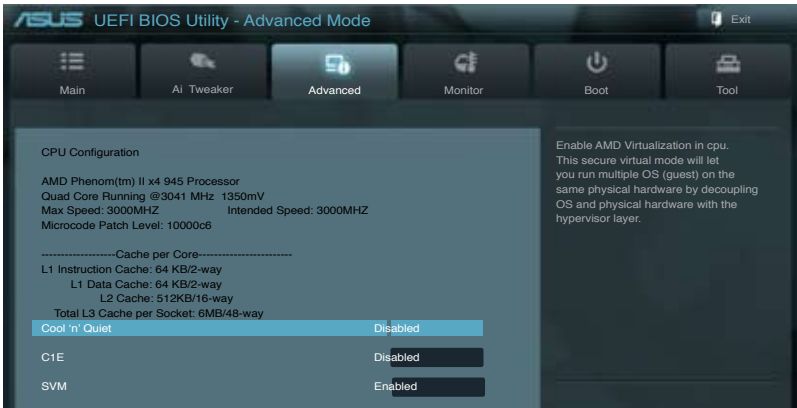 ASUS UEFI BIOS Utility - Advanced Mode
Exit
Main
Ai Tweaker
Advanced
Monitor
Boot
Tool
CPU Configuration
AMD Phenom(tm) II x4 945 Processor
Quad Core Running @3041 MHz 1350mV
Max Speed: 3000MHZ Intended Speed: 3000MHZ
Microcode Patch Level: 10000c6
-------------------Cache per Core------------------------
L1 Instruction Cache: 64 KB/2-way
L1 Data Cache: 64 KB/2-way
L2 Cache: 512KB/16-way
Total L3 Cache per Socket: 6MB/48-way
Cool 'n' Quiet Disabled
C1E Disabled
SVM Enabled
Enable AMD Virtualization in cpu.
This secure virtual mode will let
you run multiple OS (guest) on the
same physical hardware by decoupling
OS and physical hardware with the
hypervisor layer.